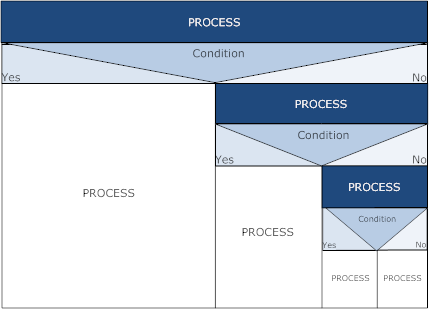 PROCESS
Condition
Yes
No
PROCESS
Condition
Yes
No
PROCESS
PROCESS
Condition
Yes
No
PROCESS
PROCESS
PROCESS